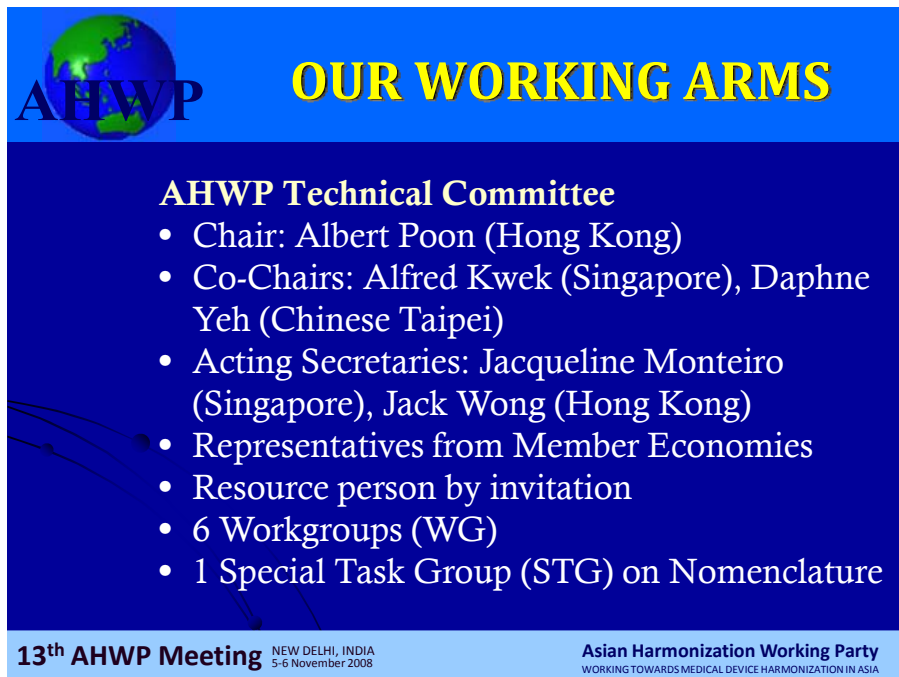 AHWP
OUR WORKING ARMS
AHWP Technical Committee
• Chair: Albert Poon (Hong Kong)
• Co-Chairs: Alfred Kwek (Singapore), Daphne
Yeh (Chinese Taipei)
• Acting Secretaries: Jacqueline Monteiro
(Singapore), Jack Wong (Hong Kong)
• Representatives from Member Economies
• Resource person by invitation
• 6 Workgroups (WG)
• 1 Special Task Group (STG) on Nomenclature
13th AHWP Meeting
NEW DELHI, INDIA
5-6 November 2008
Asian Harmonization Working Party
WORKING TOWARDS MEDICAL DEVICE HARMONIZATION IN ASIA